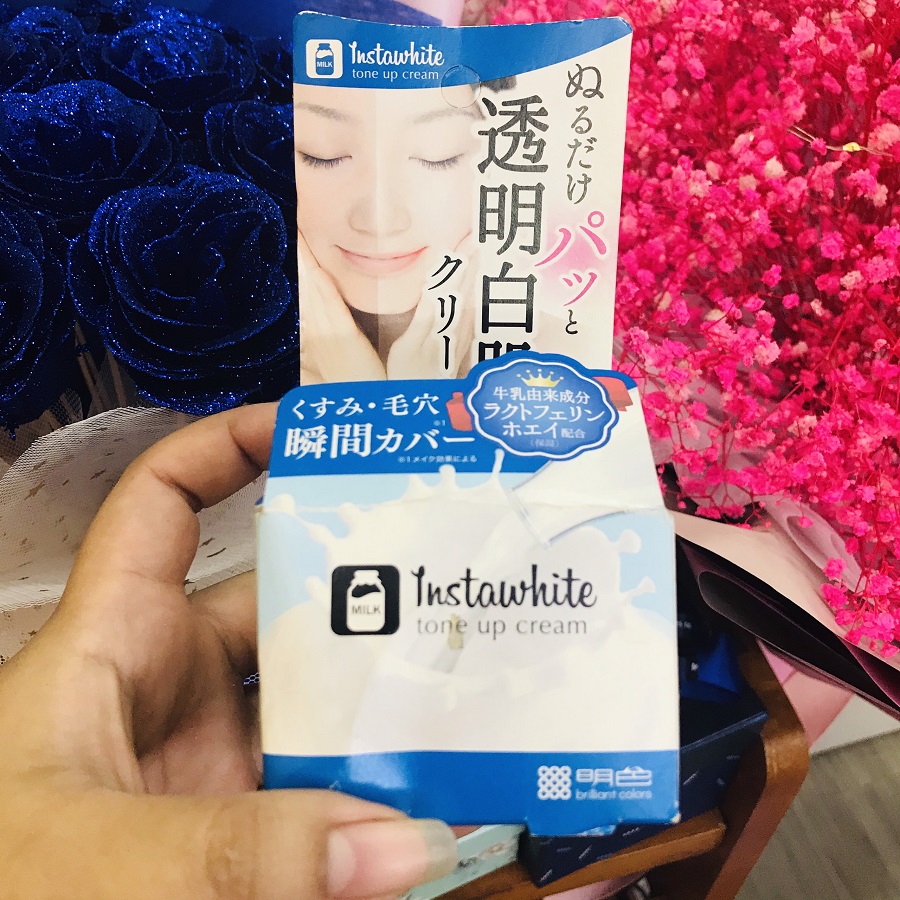 MILK
Instawhite
tone up cream
ぬるだけ
パッと
透明白肌
クリー
くすみ・毛穴
※1
瞬間カバー
※1メイク効果による
牛乳由来成分
ラクトフェリン
ホエイ配合
(保湿)
MILK
Instawhite
tone up cream
明色
brilliant colors